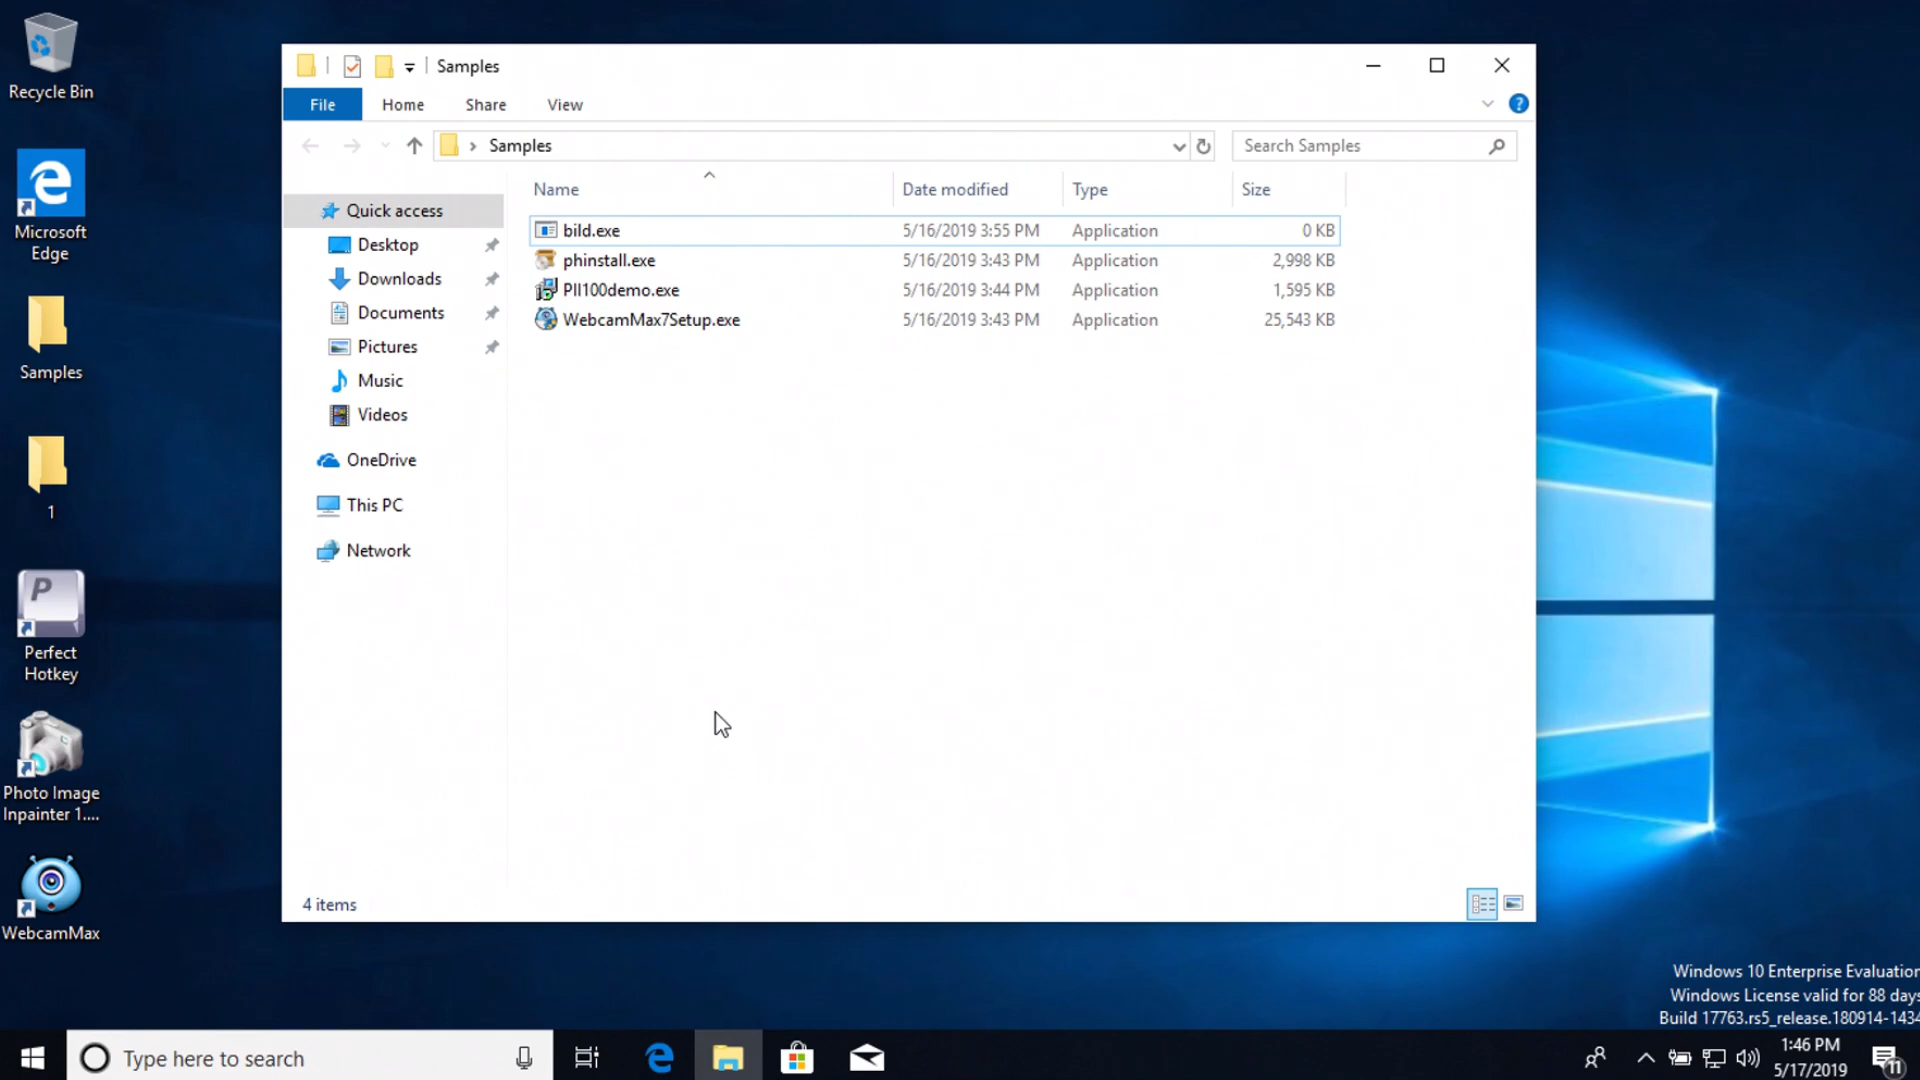 Recycle Bin
Microsoft
Edge
Samples
1
P
Perfect
Hotkey
Photo Image
Inpainter 1....
WebcamMax
Samples
File Home Share View
Samples
Search Samples
Name Date modified Type Size
Quick access
Desktop
Downloads
Documents
Pictures
Music
Videos
OneDrive
This PC
Network
bild.exe 5/16/2019 3:55 PM Application 0 KB
phinstall.exe 5/16/2019 3:43 PM Application 2,998 KB
PII100demo.exe 5/16/2019 3:44 PM Application 1,595 KB
WebcamMax7Setup.exe 5/16/2019 3:43 PM Application 25,543 KB
4 items
Windows 10 Enterprise Evaluation
Windows License valid for 88 days
Build 17763.rs5_release.180914-1434
Type here to search
1:46 PM
5/17/2019
11